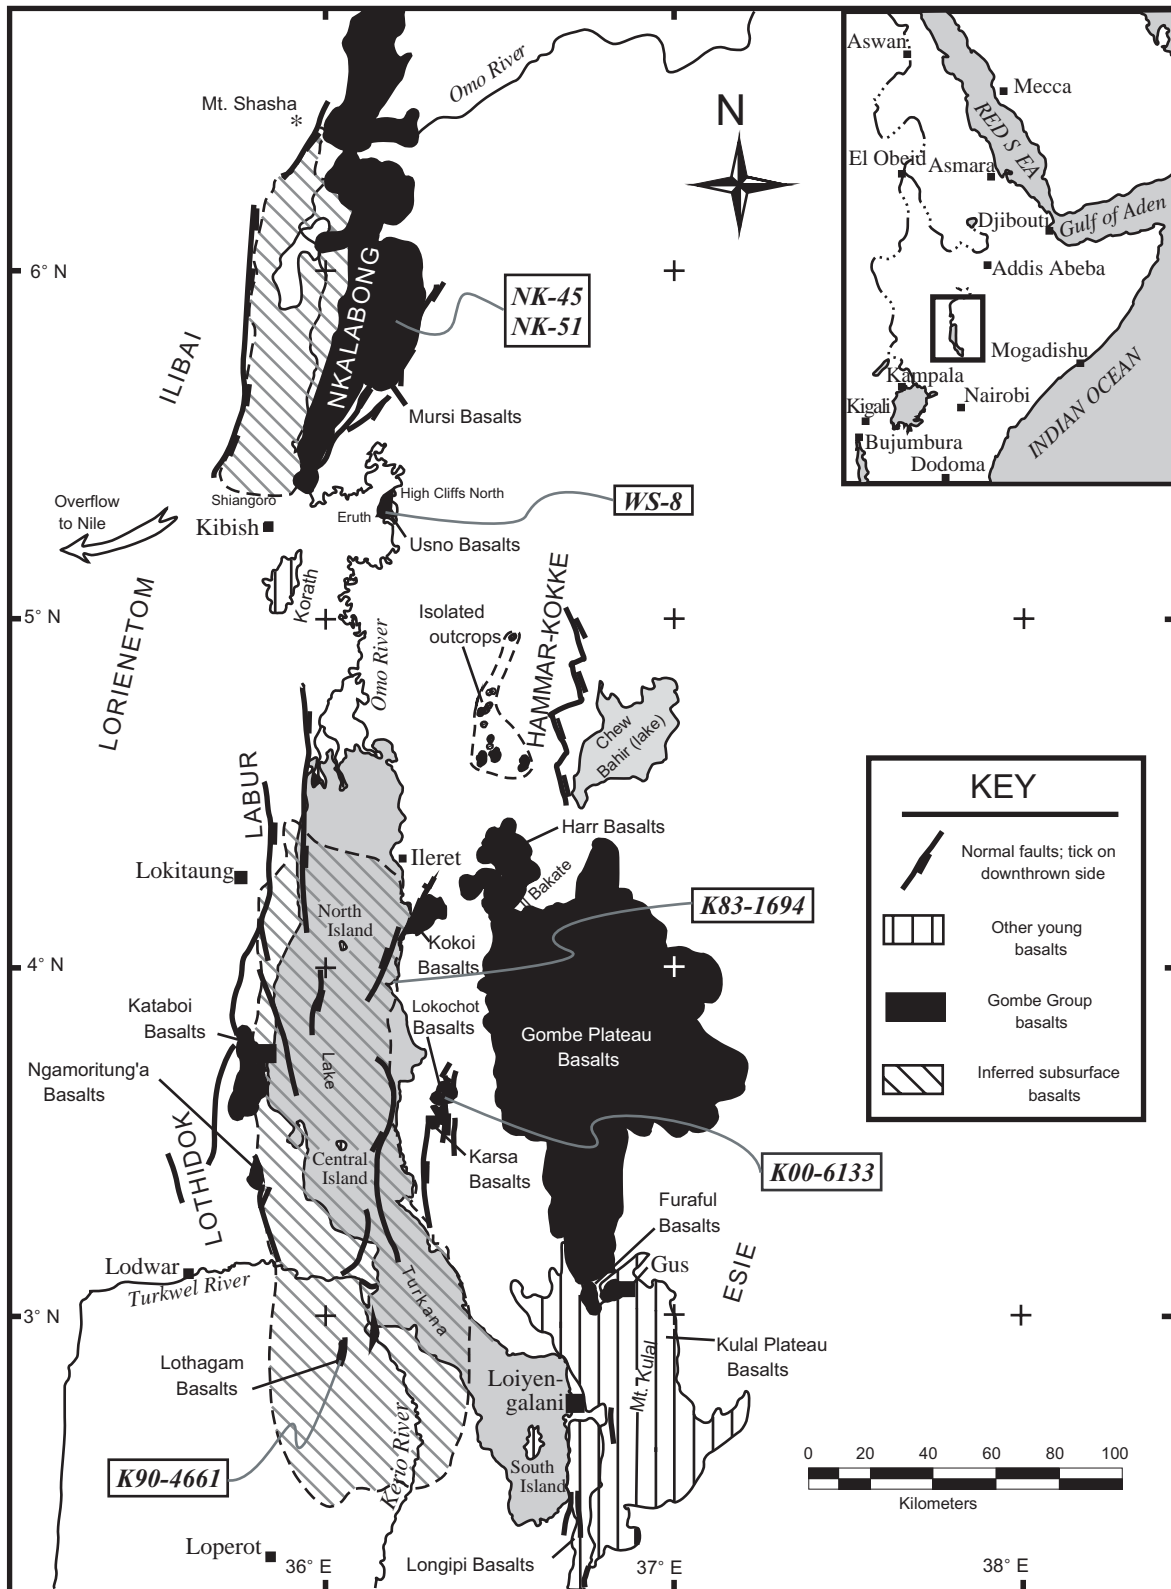 Omo River
Mt. Shasha
*
N
6° N
NKALABONG
NK-45
NK-51
ILIBAI
Mursi Basalts
Overflow
to Nile
Shiangoro
Kibish
High Cliffs North
Eruth
WS-8
Usno Basalts
Korath
5° N
LORIENETOM
Omo River
Isolated
outcrops
HAMMAR-KOKKE
Chew
Bahir (lake)
LABUR
Harr Basalts
Ileret
Lokitaung
Il Bakate
K83-1694
North
Island
Kokoi
Basalts
4° N
Kataboi
Basalts
Lokochot
Basalts
Gombe Plateau
Basalts
Ngamoritung'a
Basalts
Lake
LOTHIDOK
Central
Island
Karsa
Basalts
K00-6133
Furaful
Basalts
Gus
ESIE
Lodwar
Turkwel River
Turkana
3° N
Lothagam
Basalts
Kulal Plateau
Basalts
Mt. Kulal
Loiyen-
galani
K90-4661
Kerio River
South
Island
Loperot
Longipi Basalts
36° E
37° E
38° E
Aswan
Mecca
RED S EA
El Obeid
Asmara
Djibouti
Gulf of Aden
Addis Abeba
Mogadishu
Kampala
Nairobi
Kigali
Bujumbura
Dodoma
INDIAN OCEAN
KEY
Normal faults; tick on
downthrown side
Other young
basalts
Gombe Group
basalts
Inferred subsurface
basalts
0 20 40 60 80 100
Kilometers